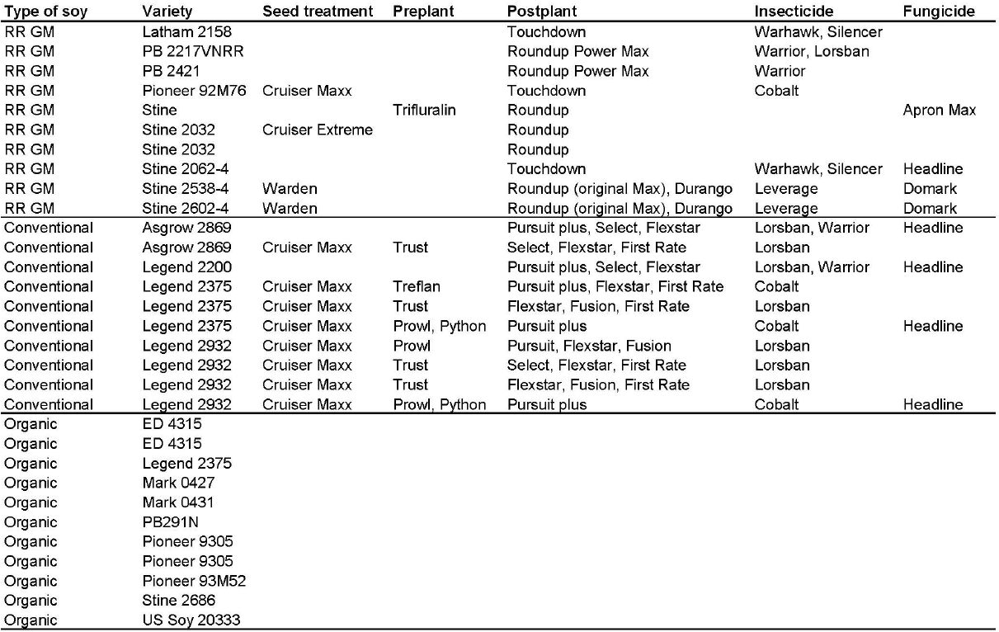 Type of soy Variety Seed treatment Preplant Postplant Insecticide Fungicide
RR GM Latham 2158 Touchdown Warhawk, Silencer
RR GM PB 2217VNRR Roundup Power Max Warrior, Lorsban
RR GM PB 2421 Roundup Power Max Warrior
RR GM Pioneer 92M76 Cruiser Maxx Touchdown Cobalt
RR GM Stine Trifluralin Roundup Apron Max
RR GM Stine 2032 Cruiser Extreme Roundup
RR GM Stine 2032 Roundup
RR GM Stine 2062-4 Touchdown Warhawk, Silencer Headline
RR GM Stine 2538-4 Warden Roundup (original Max), Durango Leverage Domark
RR GM Stine 2602-4 Warden Roundup (original Max), Durango Leverage Domark
Conventional Asgrow 2869 Pursuit plus, Select, Flexstar Lorsban, Warrior Headline
Conventional Asgrow 2869 Cruiser Maxx Trust Select, Flexstar, First Rate Lorsban
Conventional Legend 2200 Pursuit plus, Select, Flexstar Lorsban, Warrior Headline
Conventional Legend 2375 Cruiser Maxx Treflan Pursuit plus, Flexstar, First Rate Cobalt
Conventional Legend 2375 Cruiser Maxx Trust Flexstar, Fusion, First Rate Lorsban
Conventional Legend 2375 Cruiser Maxx Prowl, Python Pursuit plus Cobalt Headline
Conventional Legend 2932 Cruiser Maxx Prowl Pursuit, Flexstar, Fusion Lorsban
Conventional Legend 2932 Cruiser Maxx Trust Select, Flexstar, First Rate Lorsban
Conventional Legend 2932 Cruiser Maxx Trust Flexstar, Fusion, First Rate Lorsban
Conventional Legend 2932 Cruiser Maxx Prowl, Python Pursuit plus Cobalt Headline
Organic ED 4315
Organic ED 4315
Organic Legend 2375
Organic Mark 0427
Organic Mark 0431
Organic PB291N
Organic Pioneer 9305
Organic Pioneer 9305
Organic Pioneer 93M52
Organic Stine 2686
Organic US Soy 20333